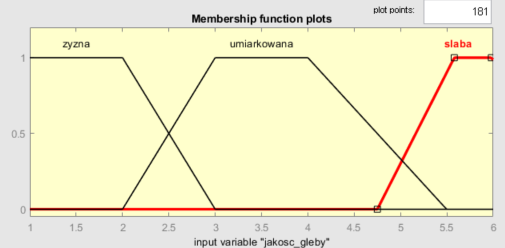 plot points: 181
Membership function plots
zyzna umiarkowana slaba
1
0.5
0
1 1.5 2 2.5 3 3.5 4 4.5 5 5.5 6
input variable "jakosc_gleby"